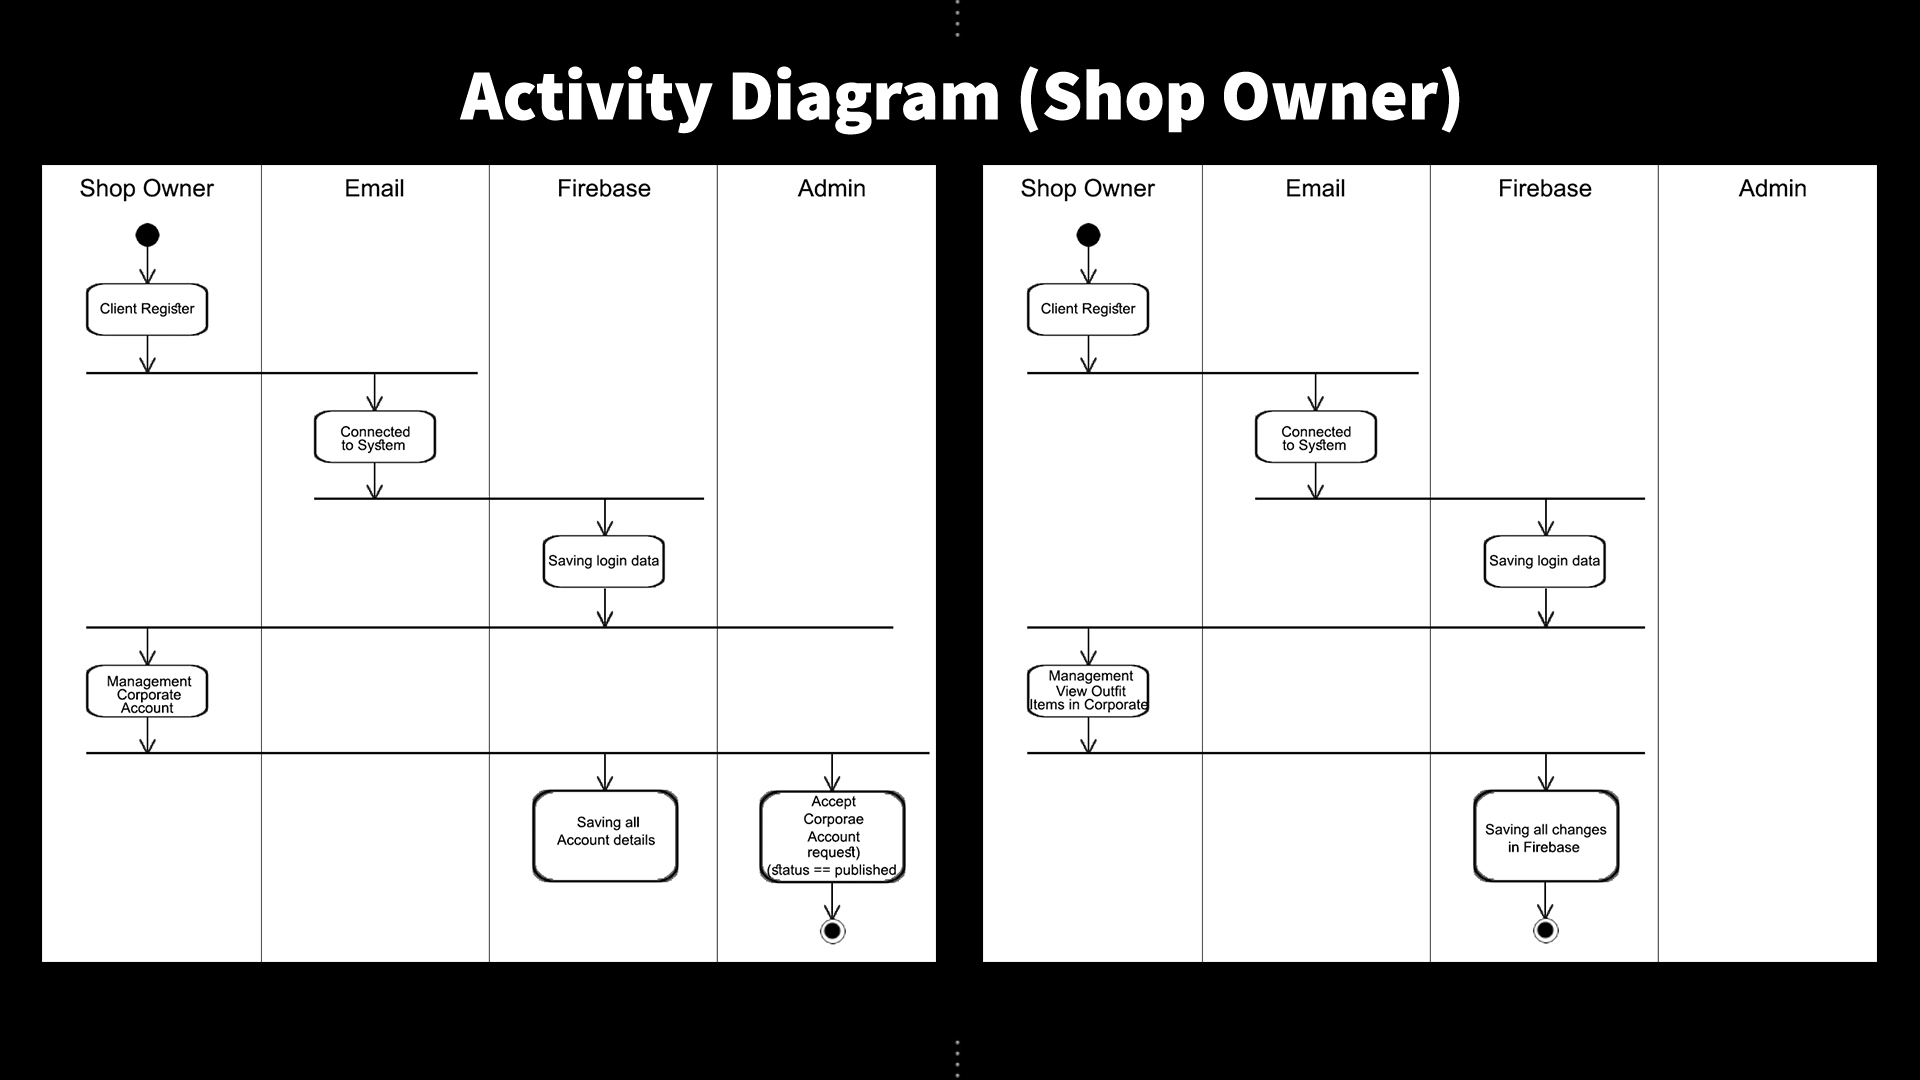 Activity Diagram (Shop Owner)
Shop Owner
Email
Firebase
Admin
Client Register
Connected
to System
Saving login data
Management
Corporate
Account
Saving all
Account details
Accept
Corporae
Account
request)
(status == published
Shop Owner
Email
Firebase
Admin
Client Register
Connected
to System
Saving login data
Management
View Outfit
Items in Corporate
Saving all changes
in Firebase